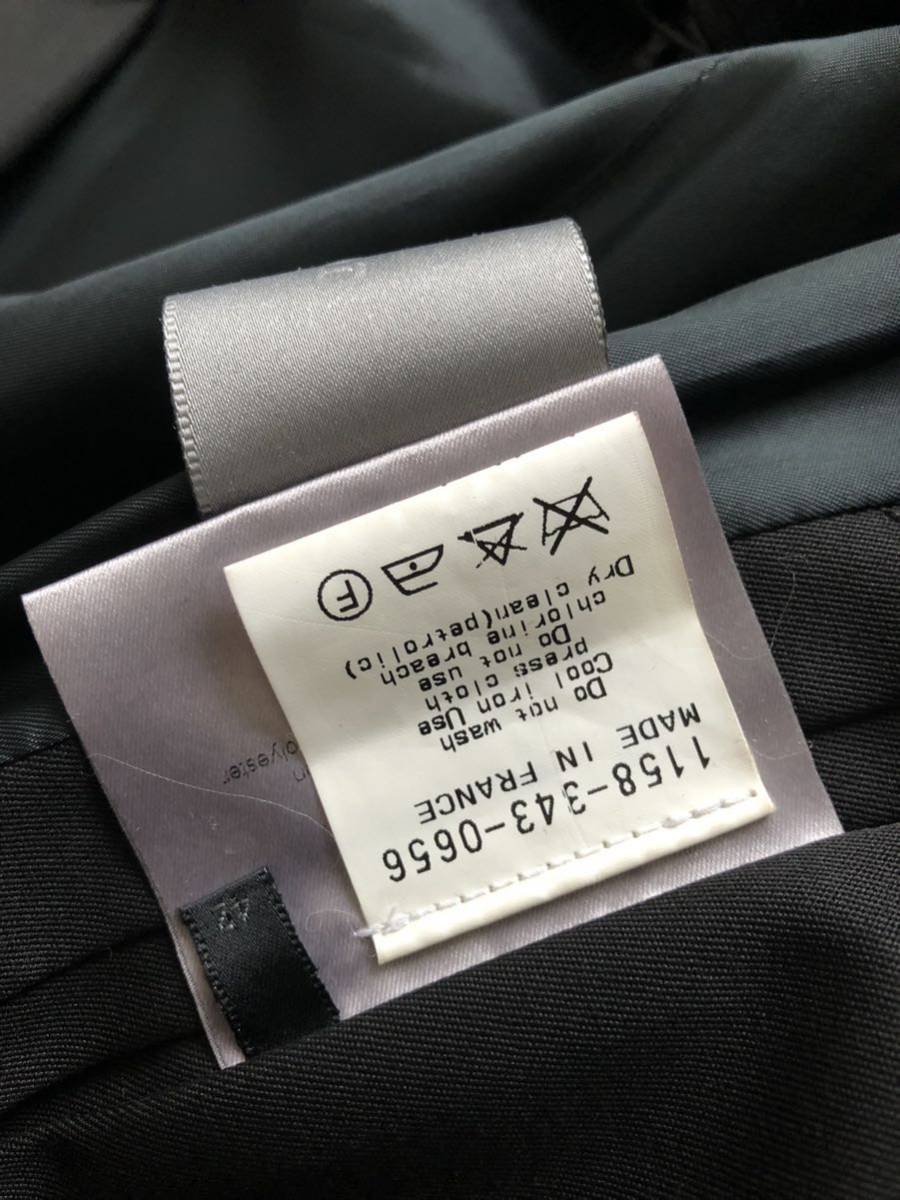 1158-343-0656
MADE IN FRANCE
Do not wash
Cool iron Use
press cloth
Do not use
chlorine breach
Dry clean(petrolic)
F